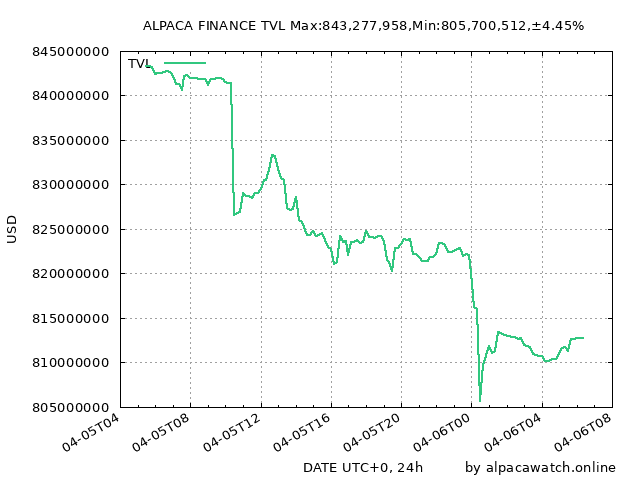 ALPACA FINANCE TVL Max:843,277,958,Min:805,700,512,±4.45%
845000000
TVL
840000000
835000000
830000000
825000000
820000000
815000000
810000000
805000000
USD
04-05T04
04-05T08
04-05T12
04-05T16
04-05T20
04-06T00
04-06T04
04-06T08
DATE UTC+0, 24h
by alpacawatch.online